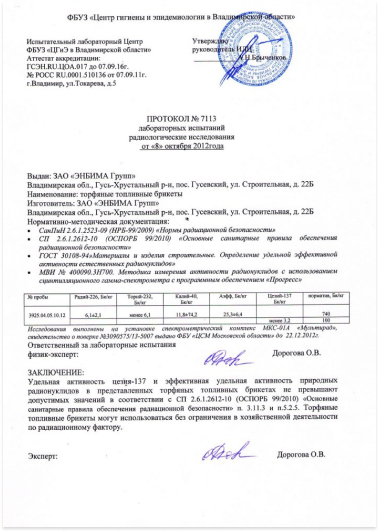 ФБУЗ «Центр гигиены и эпидемиологии в Владимирской области»
Испытательный лабораторный Центр
ФБУЗ «ЦГиЭ в Владимирской области»
Аттестат аккредитации:
ГСЭН.RU.ЦОА.017 до 07.09.16г.
№ РОСС RU.0001.510136 от 07.09.11г.
г.Владимир, ул.Токарева, д.5
Утверждаю
руководитель ИЛЦ
ПРОТОКОЛ № 7113
лабораторных испытаний
радиологические исследования
от «8» октября 2012года
Выдан: ЗАО «ЭНБИМА Групп»
Владимирская обл., Гусь-Хрустальный р-н, пос. Гусевский, ул. Строительная, д. 22Б
Наименование: торфяные топливные брикеты
Изготовитель: ЗАО «ЭНБИМА Групп»
Владимирская обл., Гусь-Хрустальный р-н, пос. Гусевский, ул. Строительная, д. 22Б
Нормативно-методическая документация:
• СанПиН 2.6.1.2523-09 (НРБ-99/2009) «Нормы радиационной безопасности»
• СП 2.6.1.2612-10 (ОСПОРБ 99/2010) «Основные санитарные правила обеспечения
радиационной безопасности»
• ГОСТ 30108-94»Материалы и изделия строительные. Определение удельной эффективной
активности естественных радионуклидов»
• МВИ № 40090.3Н700. Методика измерения активности радионуклидов с использованием
сцинтилляционного гамма-спектрометра с программным обеспечением «Прогресс»
№ пробы Радий-226, Бк/кг Торий-232, Бк/кг Калий-40, Бк/кг Аэфф, Бк/кг Цезий-137 Бк/кг норматив, Бк/кг
3925.04.05.10.12 6,1±2,1 менее 6,1 11,8±74,2 25,3±6,4 740
менее 3,2 100
Исследования выполнены на установке спектрометрический комплекс МКС-01А «Мультирад»,
свидетельство о поверке №3090575/13-5007 выдано ФБУ «ЦСМ Московской области» до 22.12.2012г.
Ответственный за лабораторные испытания
физик-эксперт: Дорогова О.В.
ЗАКЛЮЧЕНИЕ:
Удельная активность цезия-137 и эффективная удельная активность природных
радионуклидов в представленных торфяных топливных брикетах не превышают
допустимых значений в соответствии с СП 2.6.1.2612-10 (ОСПОРБ 99/2010) «Основные
санитарные правила обеспечения радиационной безопасности» п. 3.11.3 и п.5.2.5. Торфяные
топливные брикеты могут использоваться без ограничения в хозяйственной деятельности
по радиационному фактору.
Эксперт: Дорогова О.В.